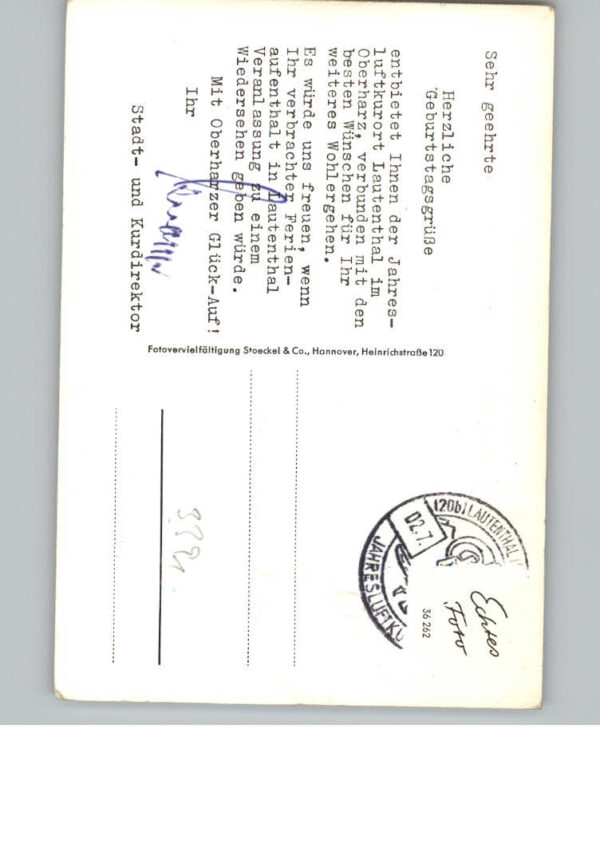 Sehr geehrte
Herzliche
Geburtstagsgrüße
entbietet Ihnen der Jahres-
luftkurort Lautenthal im
Oberharz, verbunden mit den
besten Wünschen für Ihr
weiteres Wohlergehen.
Es würde uns freuen, wenn
Ihr verbrachter Ferien-
aufenthalt in Lautenthal
Veranlassung zu einem
Wiedersehen geben würde.
Mit Oberharzer Glück-Auf!
Ihr
Stadt- und Kurdirektor
Fotovervielfältigung Stoeckel & Co., Hannover, Heinrichstraße 120
(20b) LAUTENTHAL
02.7.
JAHRESLUFTKU
Echtes
Foto
36 262